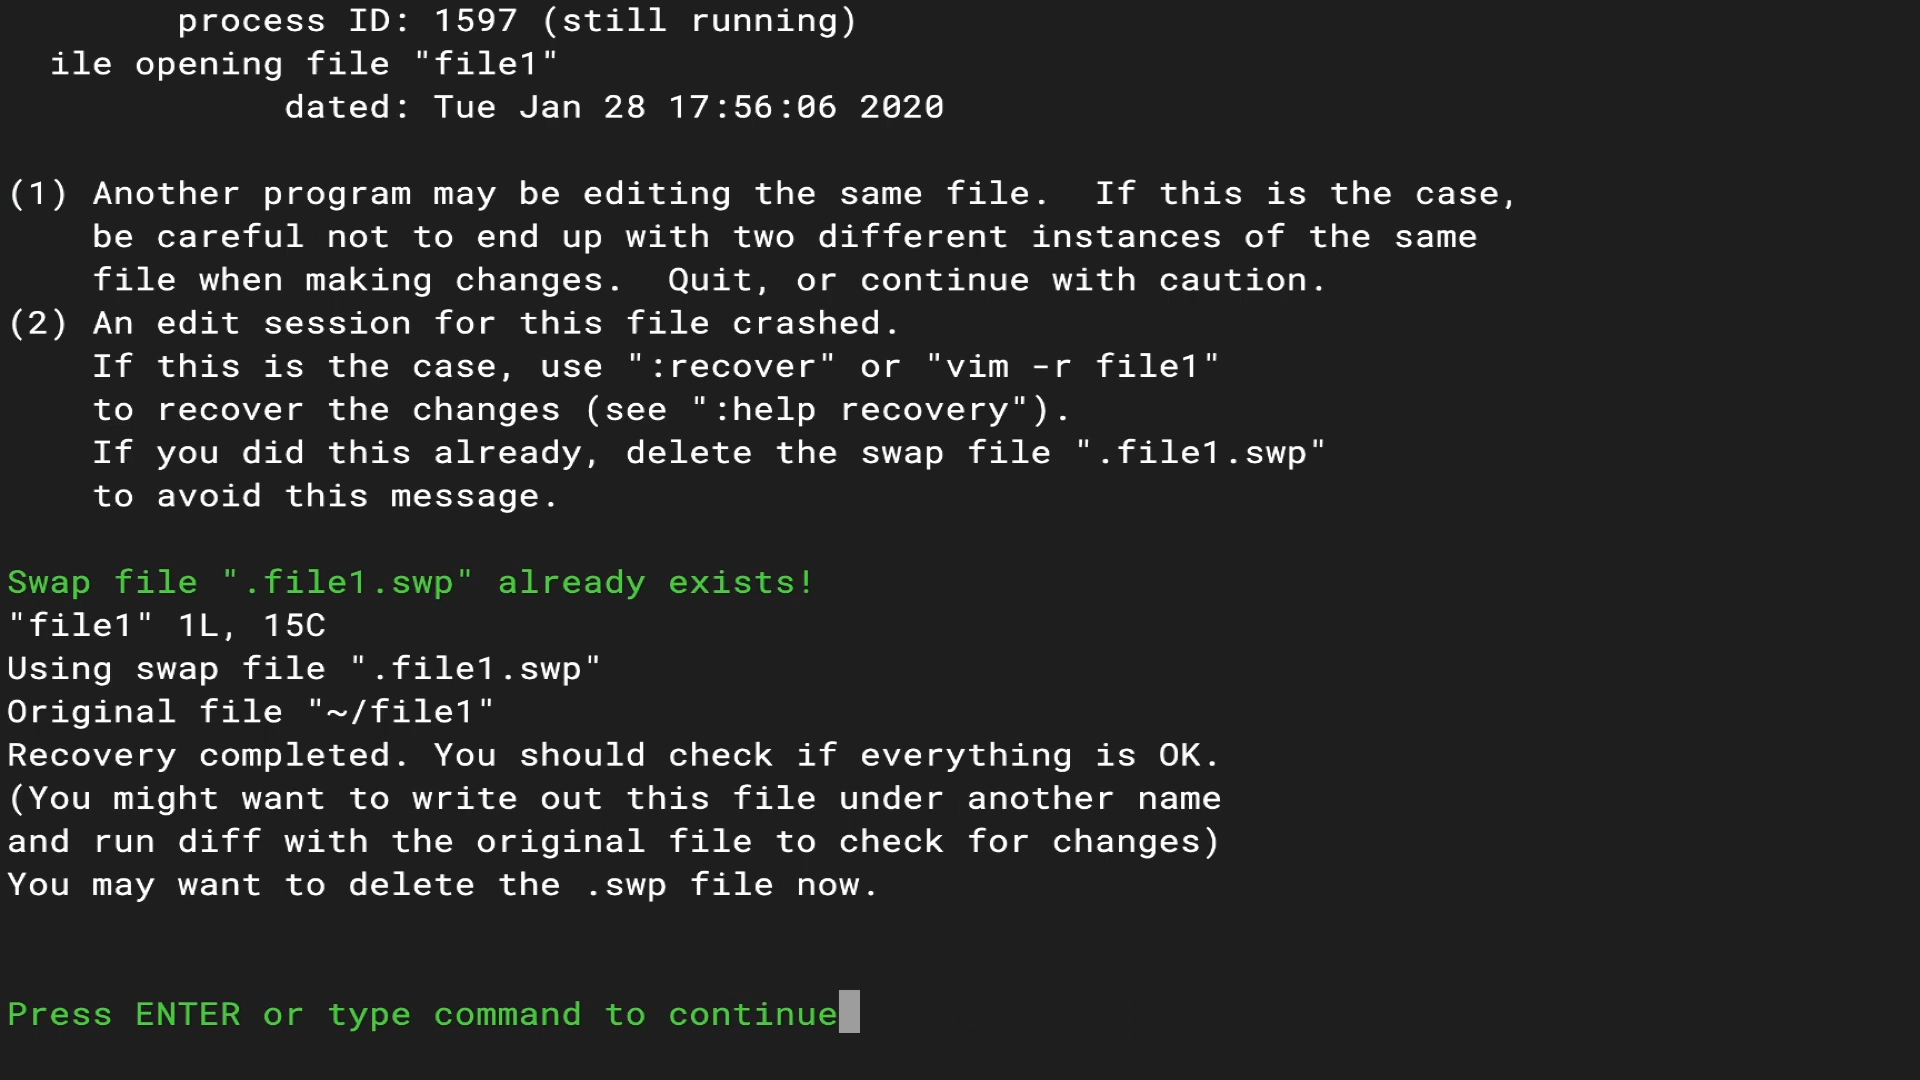 process ID: 1597 (still running)
ile opening file "file1"
dated: Tue Jan 28 17:56:06 2020
(1) Another program may be editing the same file.  If this is the case,
be careful not to end up with two different instances of the same
file when making changes.  Quit, or continue with caution.
(2) An edit session for this file crashed.
If this is the case, use ":recover" or "vim -r file1"
to recover the changes (see ":help recovery").
If you did this already, delete the swap file ".file1.swp"
to avoid this message.
Swap file ".file1.swp" already exists!
"file1" 1L, 15C
Using swap file ".file1.swp"
Original file "~/file1"
Recovery completed. You should check if everything is OK.
(You might want to write out this file under another name
and run diff with the original file to check for changes)
You may want to delete the .swp file now.
Press ENTER or type command to continue